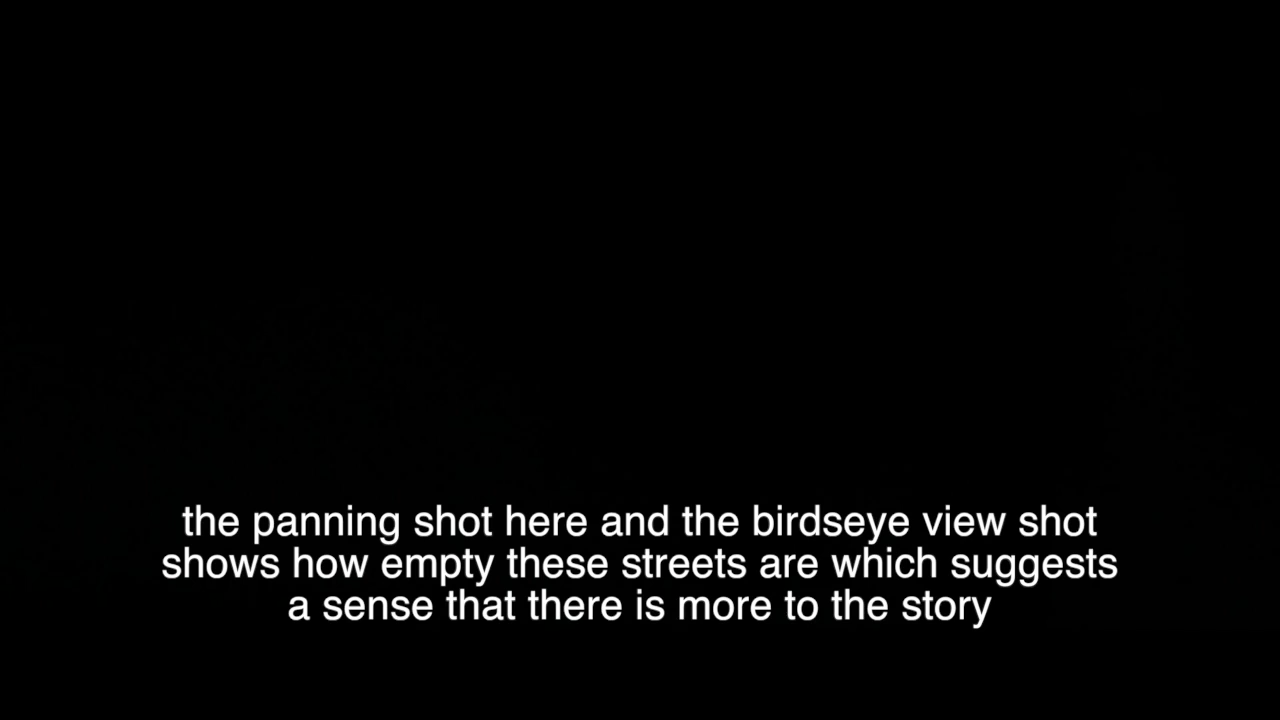 the panning shot here and the birdseye view shot
shows how empty these streets are which suggests
a sense that there is more to the story